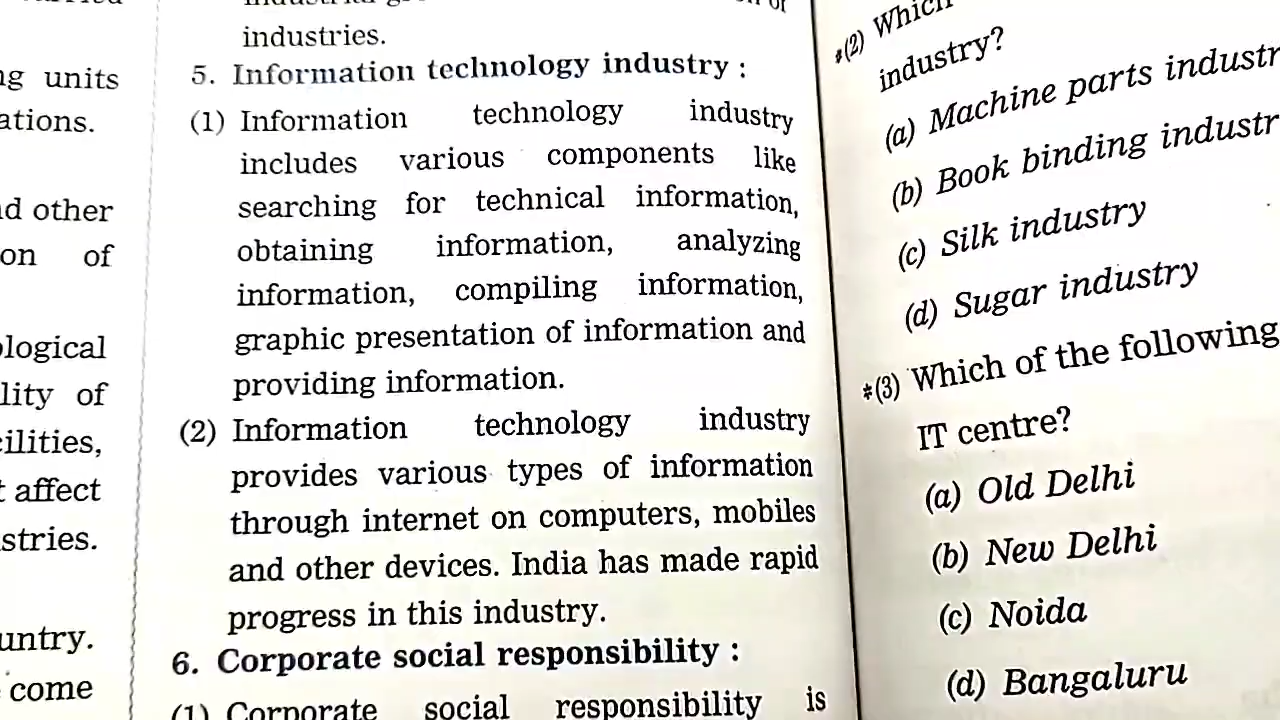 ng units
ations.
nd other
on of
ological
lity of
cilities,
t affect
stries.
untry.
come
industries.
5. Information technology industry :
(1) Information technology industry
includes various components like
searching for technical information,
obtaining information, analyzing
information, compiling information,
graphic presentation of information and
providing information.
(2) Information technology industry
provides various types of information
through internet on computers, mobiles
and other devices. India has made rapid
progress in this industry.
6. Corporate social responsibility :
(1) Corporate social responsibility is
*(2) Which
industry?
(a) Machine parts industr
(b) Book binding industr
(c) Silk industry
(d) Sugar industry
*(3) Which of the following
IT centre?
(a) Old Delhi
(b) New Delhi
(c) Noida
(d) Bangaluru